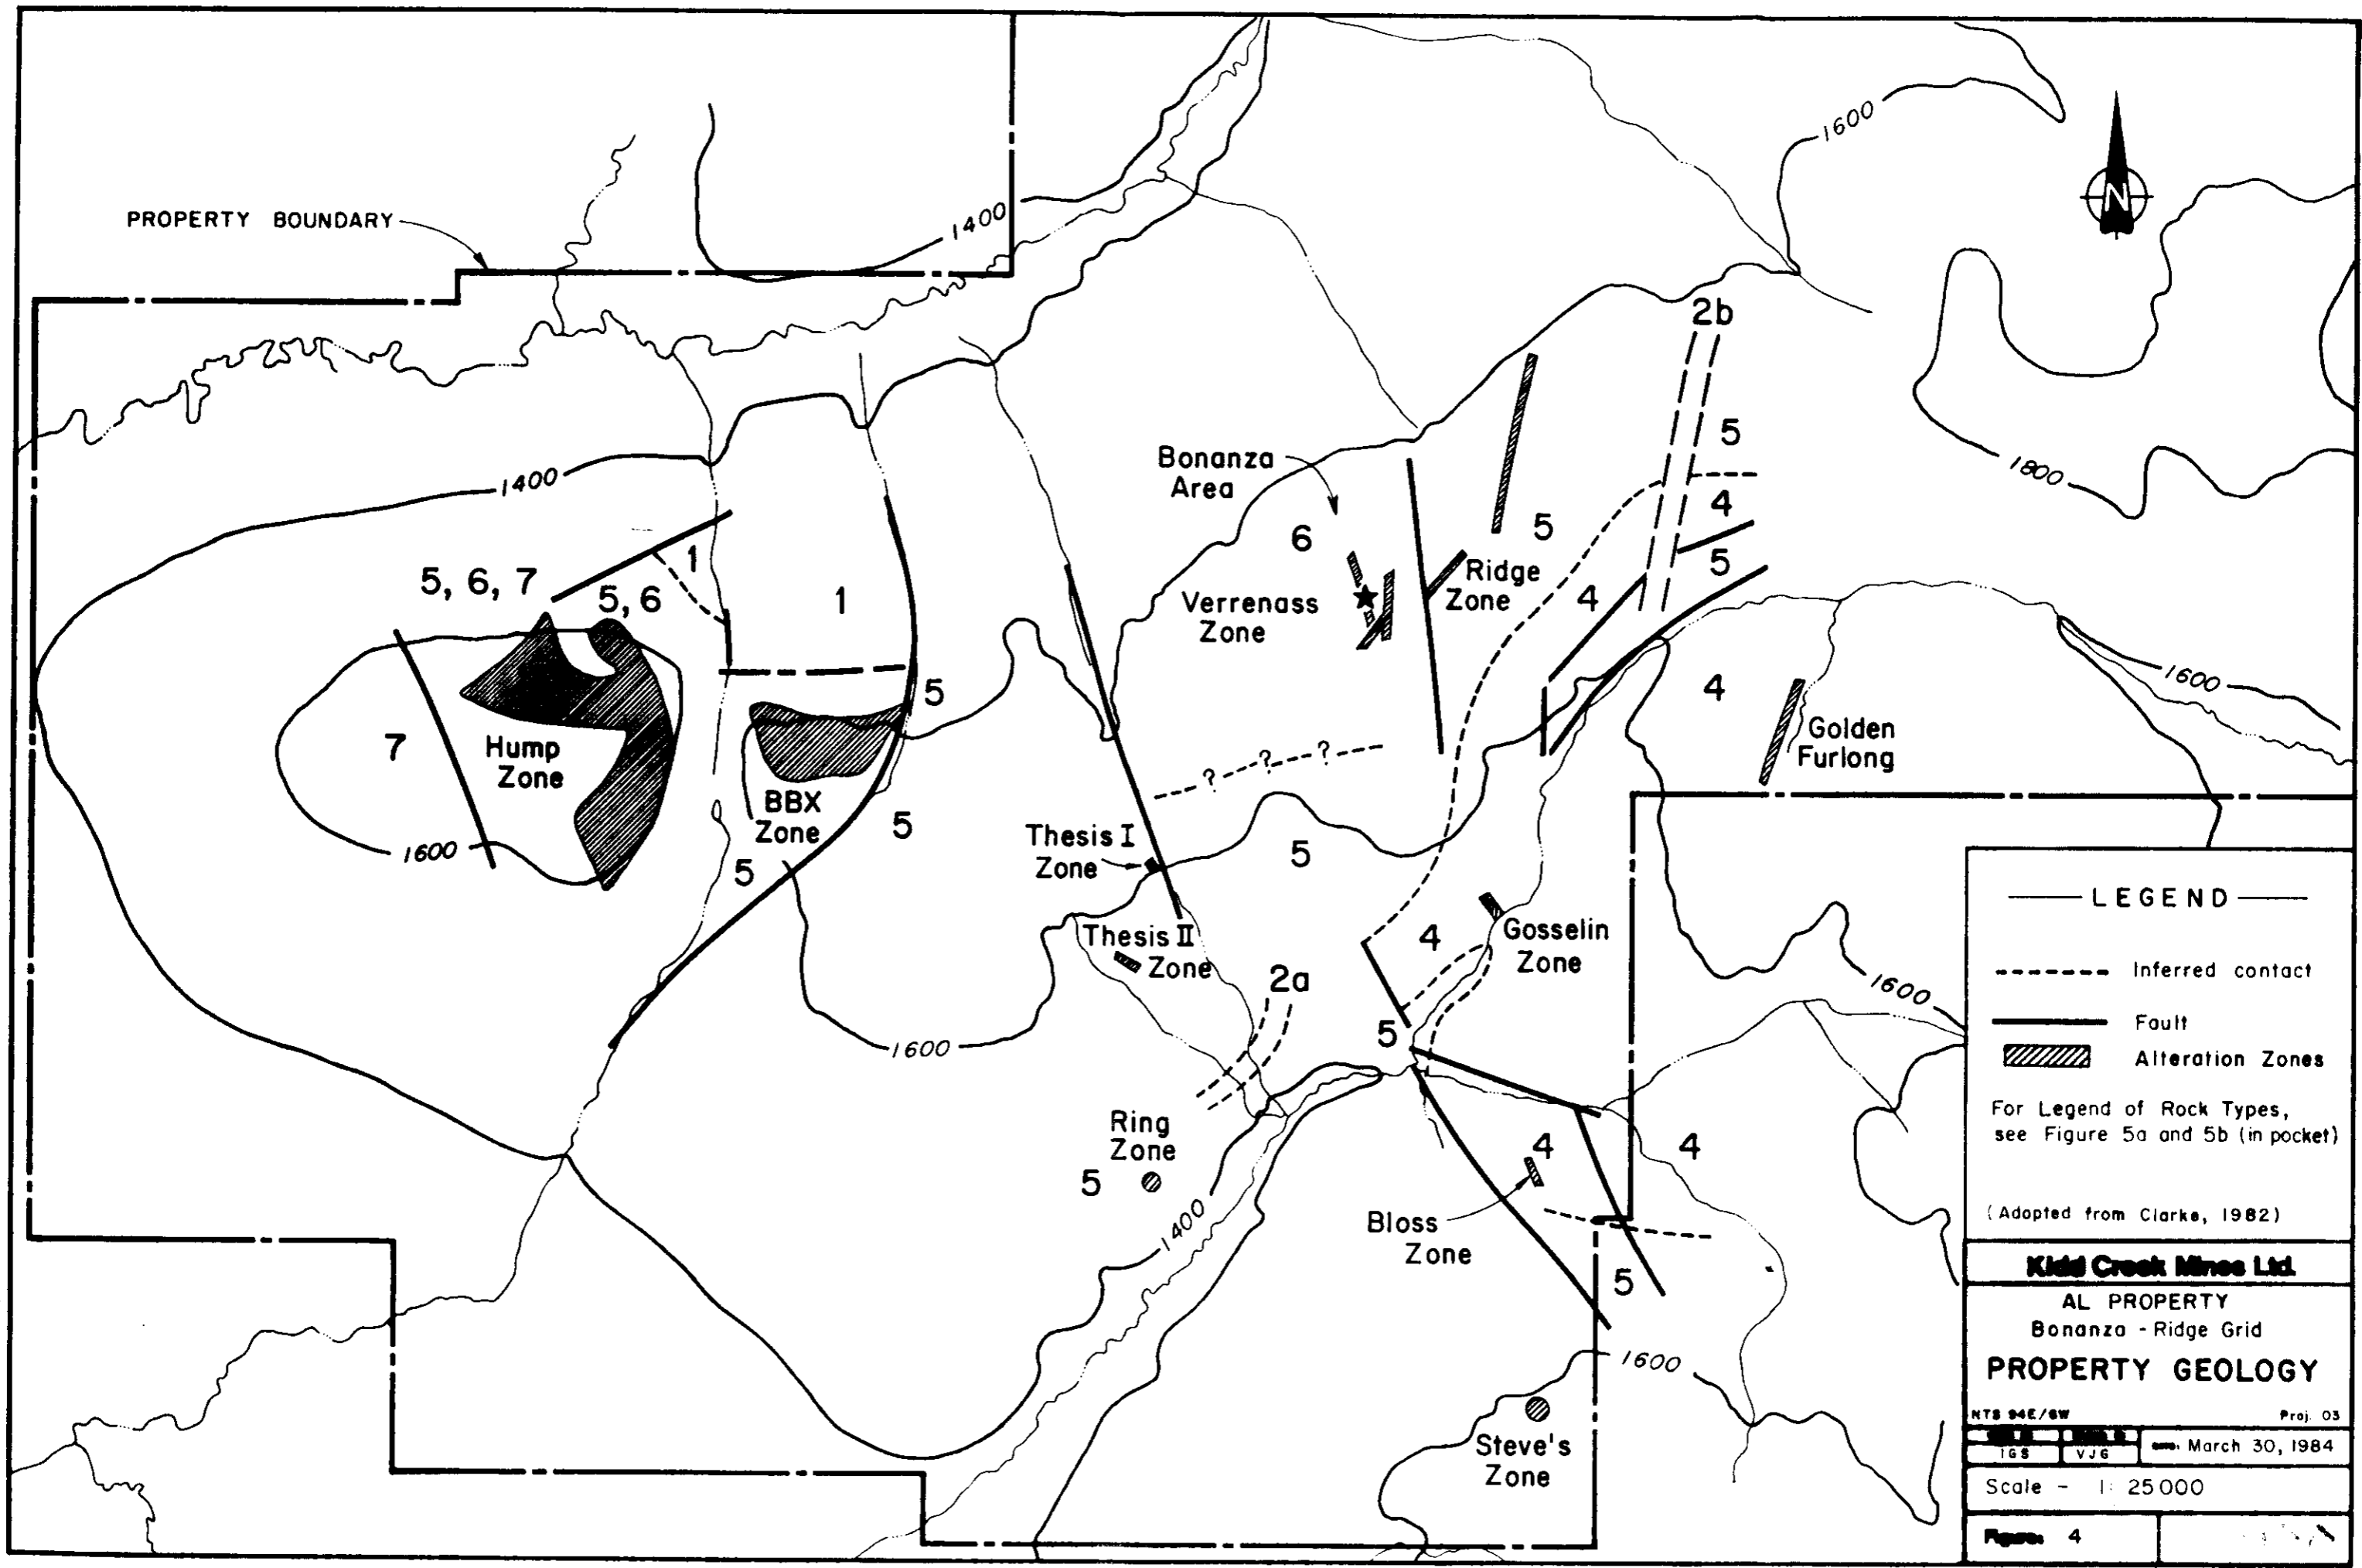 1600
N
PROPERTY BOUNDARY
1400
2b
5
Bonanza
Area
1800
1400
4
6
5
5
1
Ridge
Zone
5, 6, 7
5, 6
1
4
Verrenass
Zone
1600
5
4
7
Hump
Zone
Golden
Furlong
? ? ?
BBX
Zone
5
Thesis I
Zone
1600
5
5
LEGEND
Thesis II
Zone
4
Gosselin
Zone
Inferred contact
2a
1600
Fault
5
1600
Alteration Zones
For Legend of Rock Types,
see Figure 5a and 5b (in pocket)
Ring
Zone
4
4
5
1400
Bloss
Zone
(Adopted from Clarke, 1982)
Kidd Creek Mines Ltd.
5
AL PROPERTY
Bonanza - Ridge Grid
1600
PROPERTY GEOLOGY
NTS 94E/6W
Proj. 03
Steve's
Zone
IGS
VJG
March 30, 1984
Scale - 1: 25000
Figure: 4